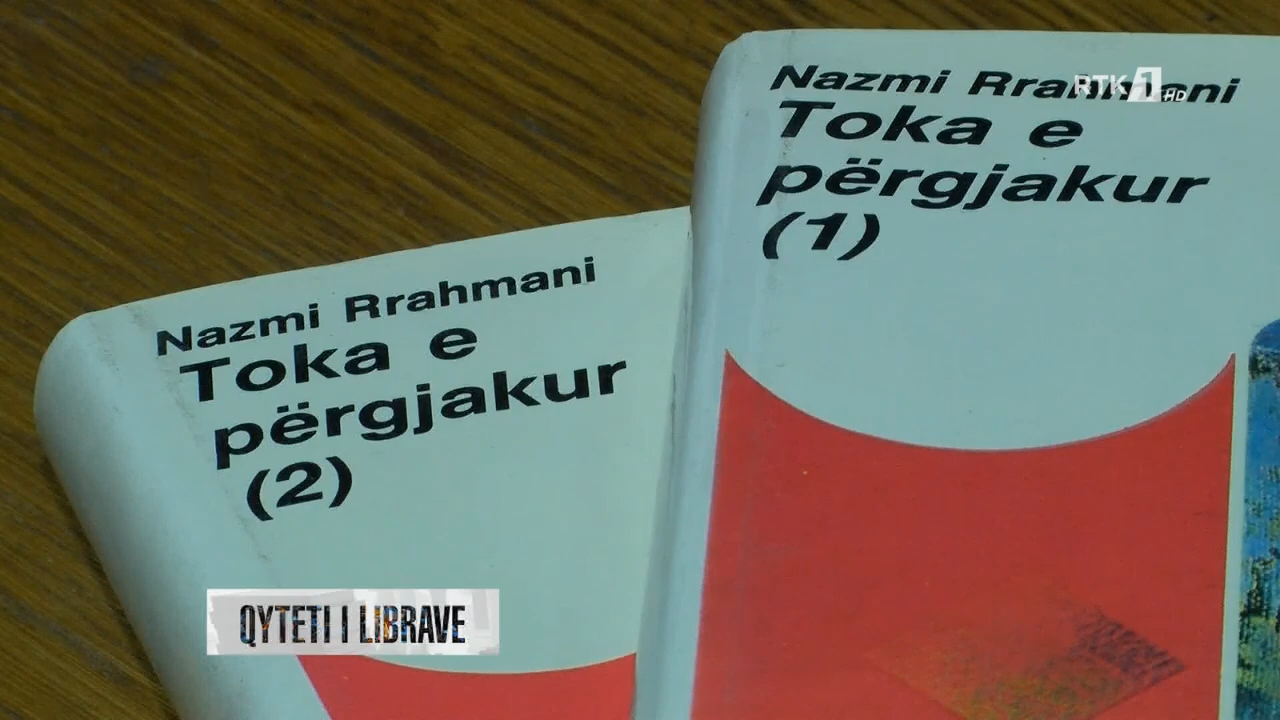 Nazmi Rrahmani
Toka e
përgjakur
(1)
RTK 1 HD
Nazmi Rrahmani
Toka e
përgjakur
(2)
QYTETI I LIBRAVE